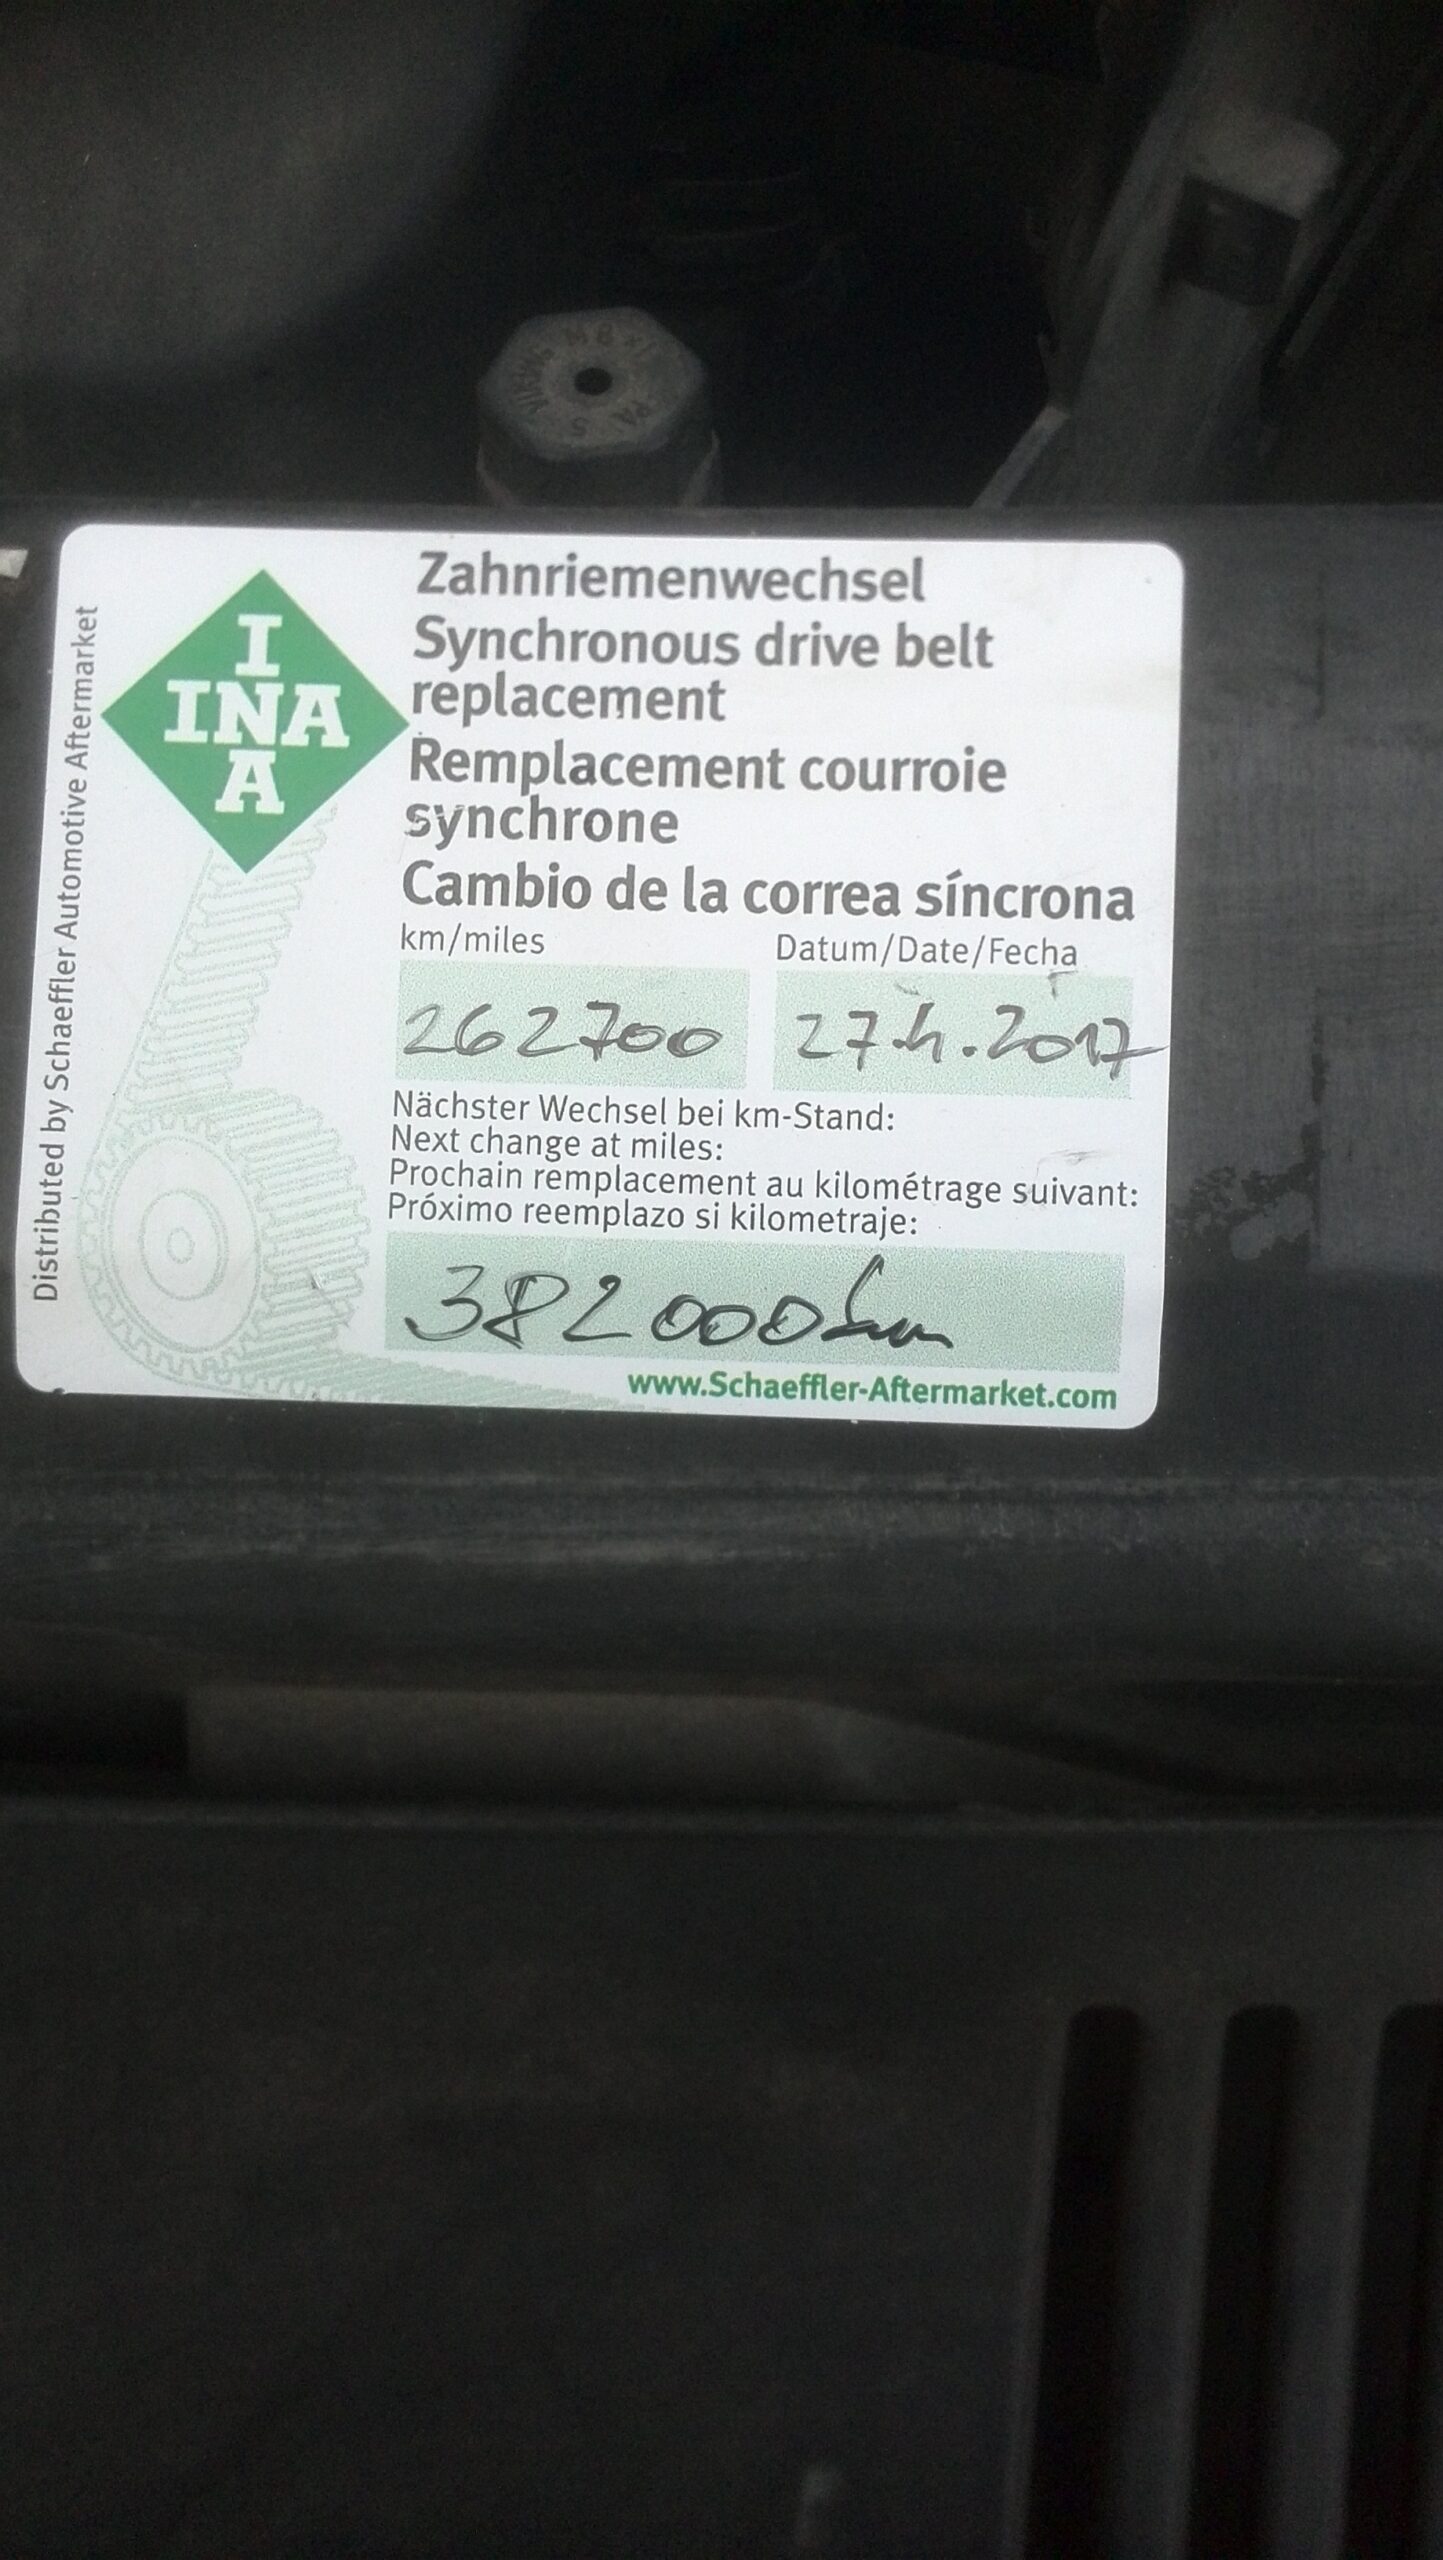 I
INA
A
Zahnriemenwechsel
Synchronous drive belt
replacement
Remplacement courroie
synchrone
Cambio de la correa síncrona
km/miles
Datum/Date/Fecha
262700
27.4.2017
Nächster Wechsel bei km-Stand:
Next change at miles:
Prochain remplacement au kilométrage suivant:
Próximo reemplazo si kilometraje:
382000 km
www.Schaeffler-Aftermarket.com
Distributed by Schaeffler Automotive Aftermarket